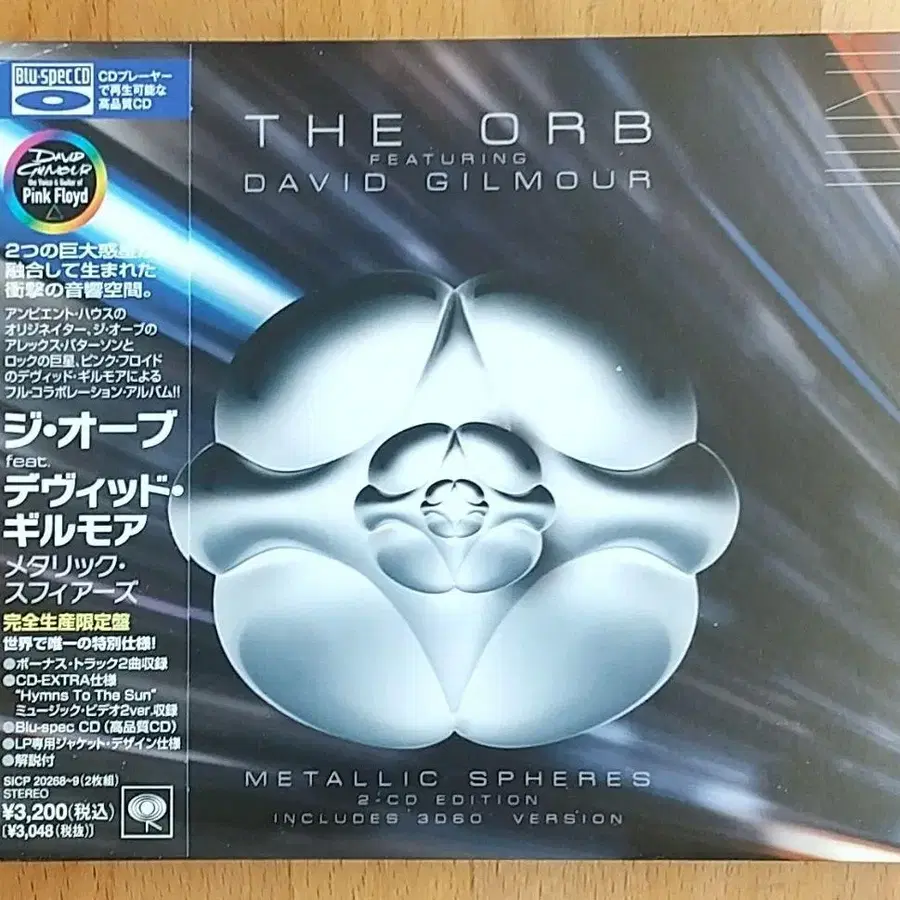 Blu-spec CD
CDプレーヤー
で再生可能な
高品質CD
DAVID
GILMOUR
the Voice & Guitar of
Pink Floyd
2つの巨大惑星が
融合して生まれた
衝撃の音響空間。
アンビエント・ハウスの
オリジネイター、ジ・オーブの
アレックス・パターソンと
ロックの巨星、ピンク・フロイド
のデヴィッド・ギルモアによる
フル・コラボレーション・アルバム!!
ジ・オーブ
feat.
デヴィッド・
ギルモア
メタリック・
スフィアーズ
完全生産限定盤
世界で唯一の特別仕様!
●ボーナス・トラック2曲収録
●CD-EXTRA仕様
"Hymns To The Sun"
ミュージック・ビデオ2ver.収録
●Blu-spec CD(高品質CD)
●LP専用ジャケット・デザイン仕様
●解説付
SICP 20268~9(2枚組)
STEREO
¥3,200(税込)
[¥3,048(税抜)]
THE ORB
FEATURING
DAVID GILMOUR
METALLIC SPHERES
2-CD EDITION
INCLUDES 3D60 VERSION